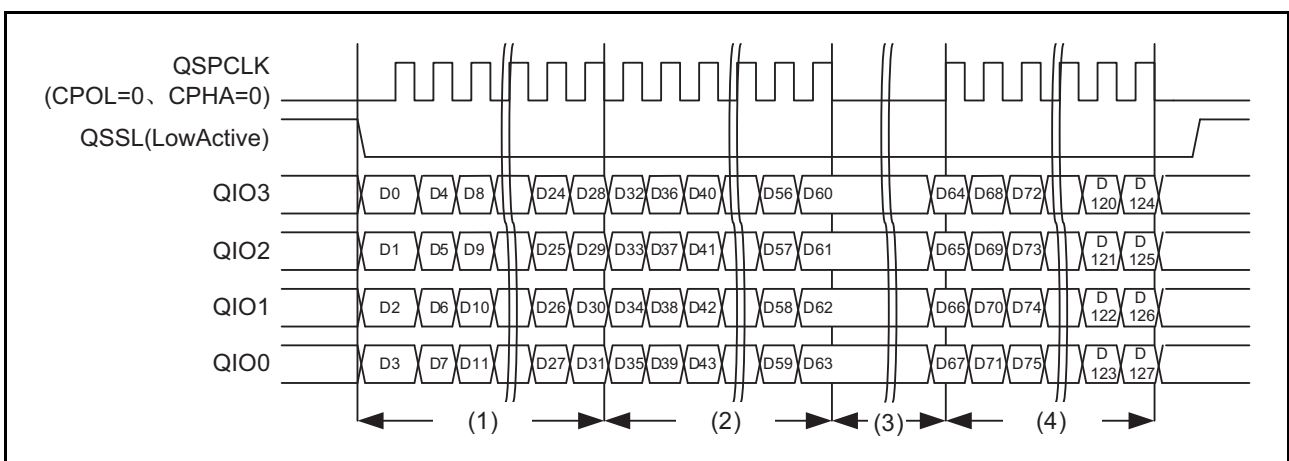 QSPCLK
(CPOL=0、CPHA=0)
QSSL(LowActive)
QIO3 D0 D4 D8 D24 D28 D32 D36 D40 D56 D60 D64 D68 D72 D 120 D 124
QIO2 D1 D5 D9 D25 D29 D33 D37 D41 D57 D61 D65 D69 D73 D 121 D 125
QIO1 D2 D6 D10 D26 D30 D34 D38 D42 D58 D62 D66 D70 D74 D 122 D 126
QIO0 D3 D7 D11 D27 D31 D35 D39 D43 D59 D63 D67 D71 D75 D 123 D 127
(1) (2) (3) (4)